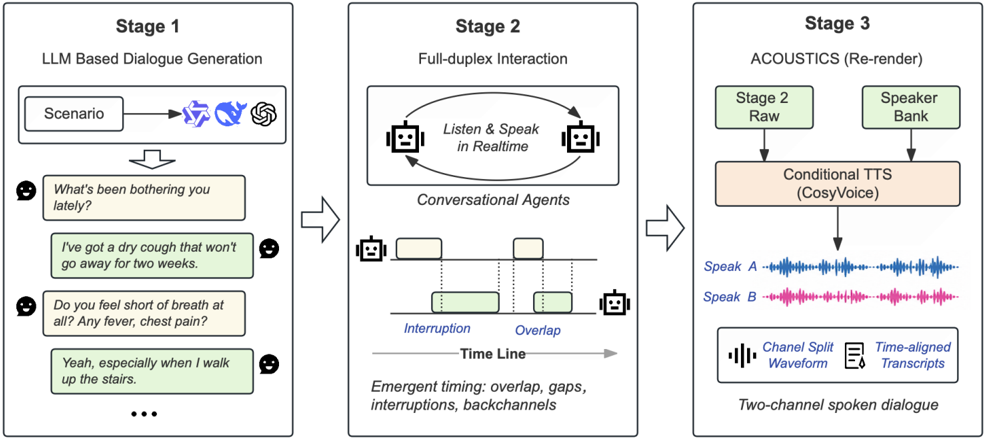 Stage 1
LLM Based Dialogue Generation
Scenario
What's been bothering you
lately?
I've got a dry cough that won't
go away for two weeks.
Do you feel short of breath at
all? Any fever, chest pain?
Yeah, especially when I walk
up the stairs.
Stage 2
Full-duplex Interaction
Listen & Speak
in Realtime
Conversational Agents
Interruption
Overlap
Time Line
Emergent timing: overlap, gaps,
interruptions, backchannels
Stage 3
ACOUSTICS (Re-render)
Stage 2
Raw
Speaker
Bank
Conditional TTS
(CosyVoice)
Speak A
Speak B
Chanel Split
Waveform
Time-aligned
Transcripts
Two-channel spoken dialogue